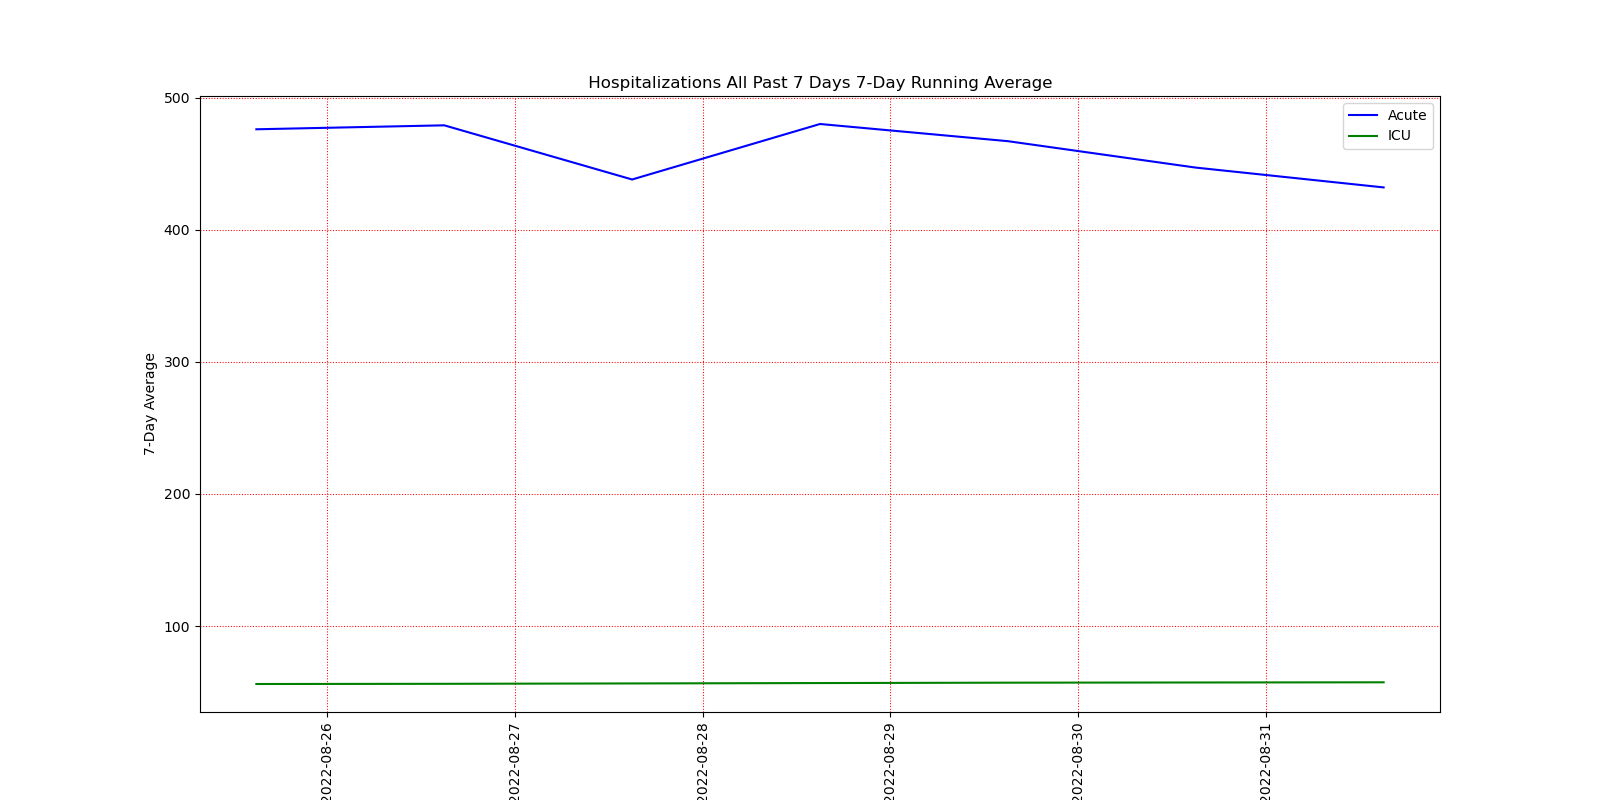 Hospitalizations All Past 7 Days 7-Day Running Average
500
400
300
200
100
7-Day Average
Acute
ICU
2022-08-26
2022-08-27
2022-08-28
2022-08-29
2022-08-30
2022-08-31